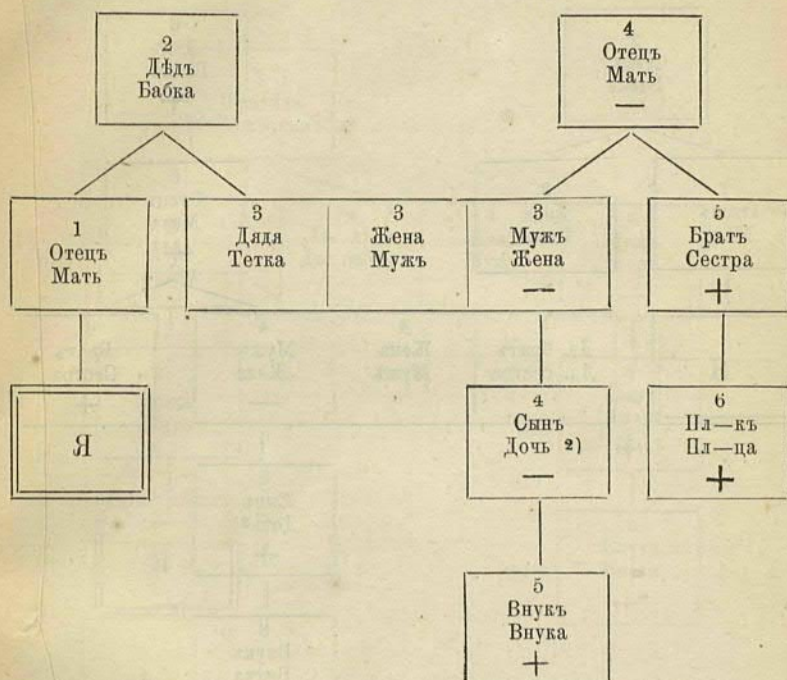 2
Дѣдъ
Бабка
4
Отецъ
Мать
—
1
Отецъ
Мать
3
Дядя
Тетка
3
Жена
Мужъ
3
Мужъ
Жена
—
5
Братъ
Сестра
+
Я
4
Сынъ
Дочь 2)
—
6
Пл—къ
Пл—ца
+
5
Внукъ
Внука
+